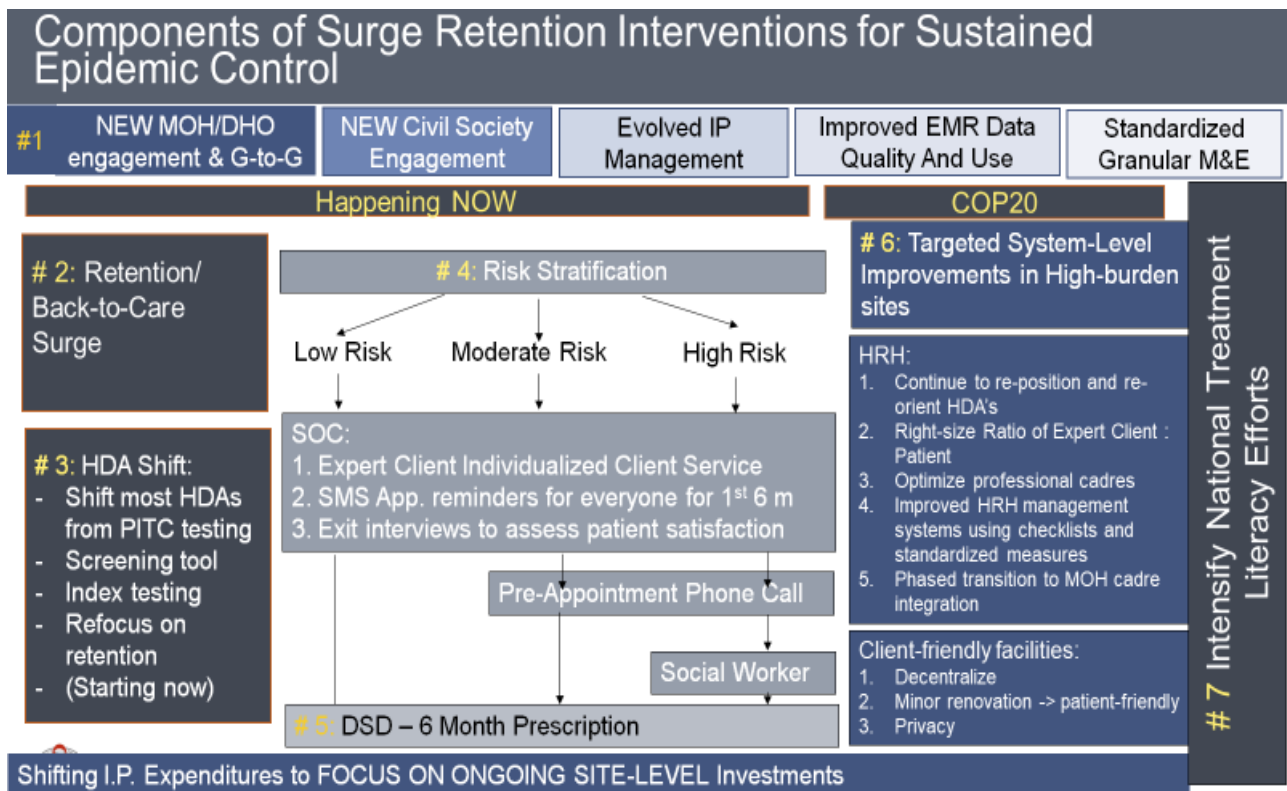 Components of Surge Retention Interventions for Sustained
Epidemic Control
#1
NEW MOH/DHO
engagement & G-to-G
NEW Civil Society
Engagement
Evolved IP
Management
Improved EMR Data
Quality And Use
Standardized
Granular M&E
Happening NOW
COP20
# 2: Retention/
Back-to-Care
Surge
# 3: HDA Shift:
- Shift most HDAs
from PITC testing
- Screening tool
- Index testing
- Refocus on
retention
- (Starting now)
# 4: Risk Stratification
Low Risk
Moderate Risk
High Risk
SOC:
1. Expert Client Individualized Client Service
2. SMS App. reminders for everyone for 1st 6 m
3. Exit interviews to assess patient satisfaction
Pre-Appointment Phone Call
Social Worker
# 5: DSD – 6 Month Prescription
# 6: Targeted System-Level
Improvements in High-burden
sites
HRH:
1. Continue to re-position and re-
orient HDA's
2. Right-size Ratio of Expert Client :
Patient
3. Optimize professional cadres
4. Improved HRH management
systems using checklists and
standardized measures
5. Phased transition to MOH cadre
integration
Client-friendly facilities:
1. Decentralize
2. Minor renovation -> patient-friendly
3. Privacy
# 7 Intensify National Treatment
Literacy Efforts
Shifting I.P. Expenditures to FOCUS ON ONGOING SITE-LEVEL Investments